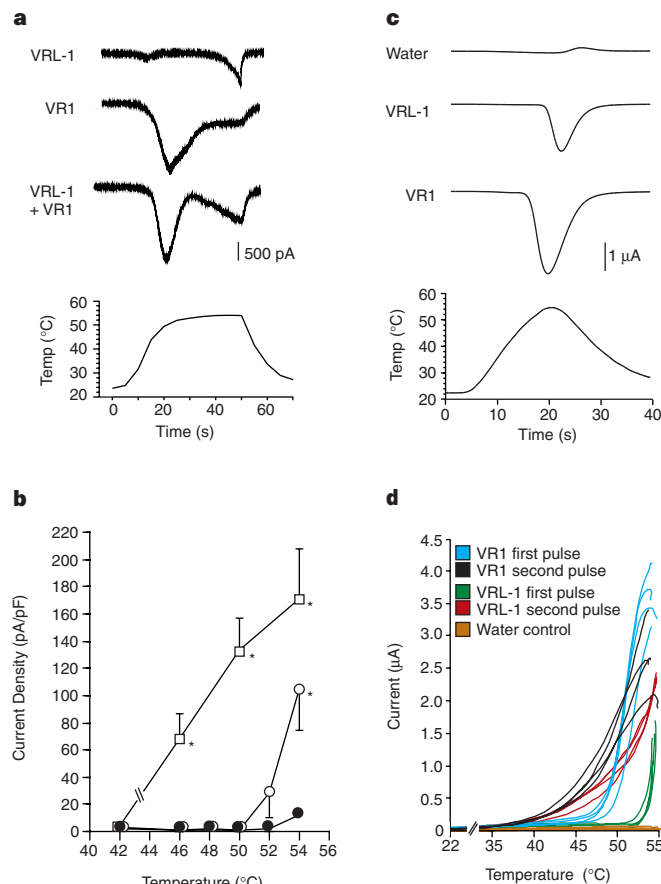 a
VRL-1
VR1
VRL-1
+ VR1
500 pA
60
50
40
30
20
Temp (°C)
0 20 40 60
Time (s)
c
Water
VRL-1
VR1
1 µA
60
50
40
30
20
Temp (°C)
0 10 20 30 40
Time (s)
b
220
200
180
160
140
120
100
80
60
40
20
0
Current Density (pA/pF)
*
*
*
*
40 42 44 46 48 50 52 54 56
Temperature (°C)
d
VR1 first pulse
VR1 second pulse
VRL-1 first pulse
VRL-1 second pulse
Water control
4.5
4.0
3.5
3.0
2.5
2.0
1.5
1.0
0.5
0
Current (µA)
22 35 45 55
Temperature (°C)